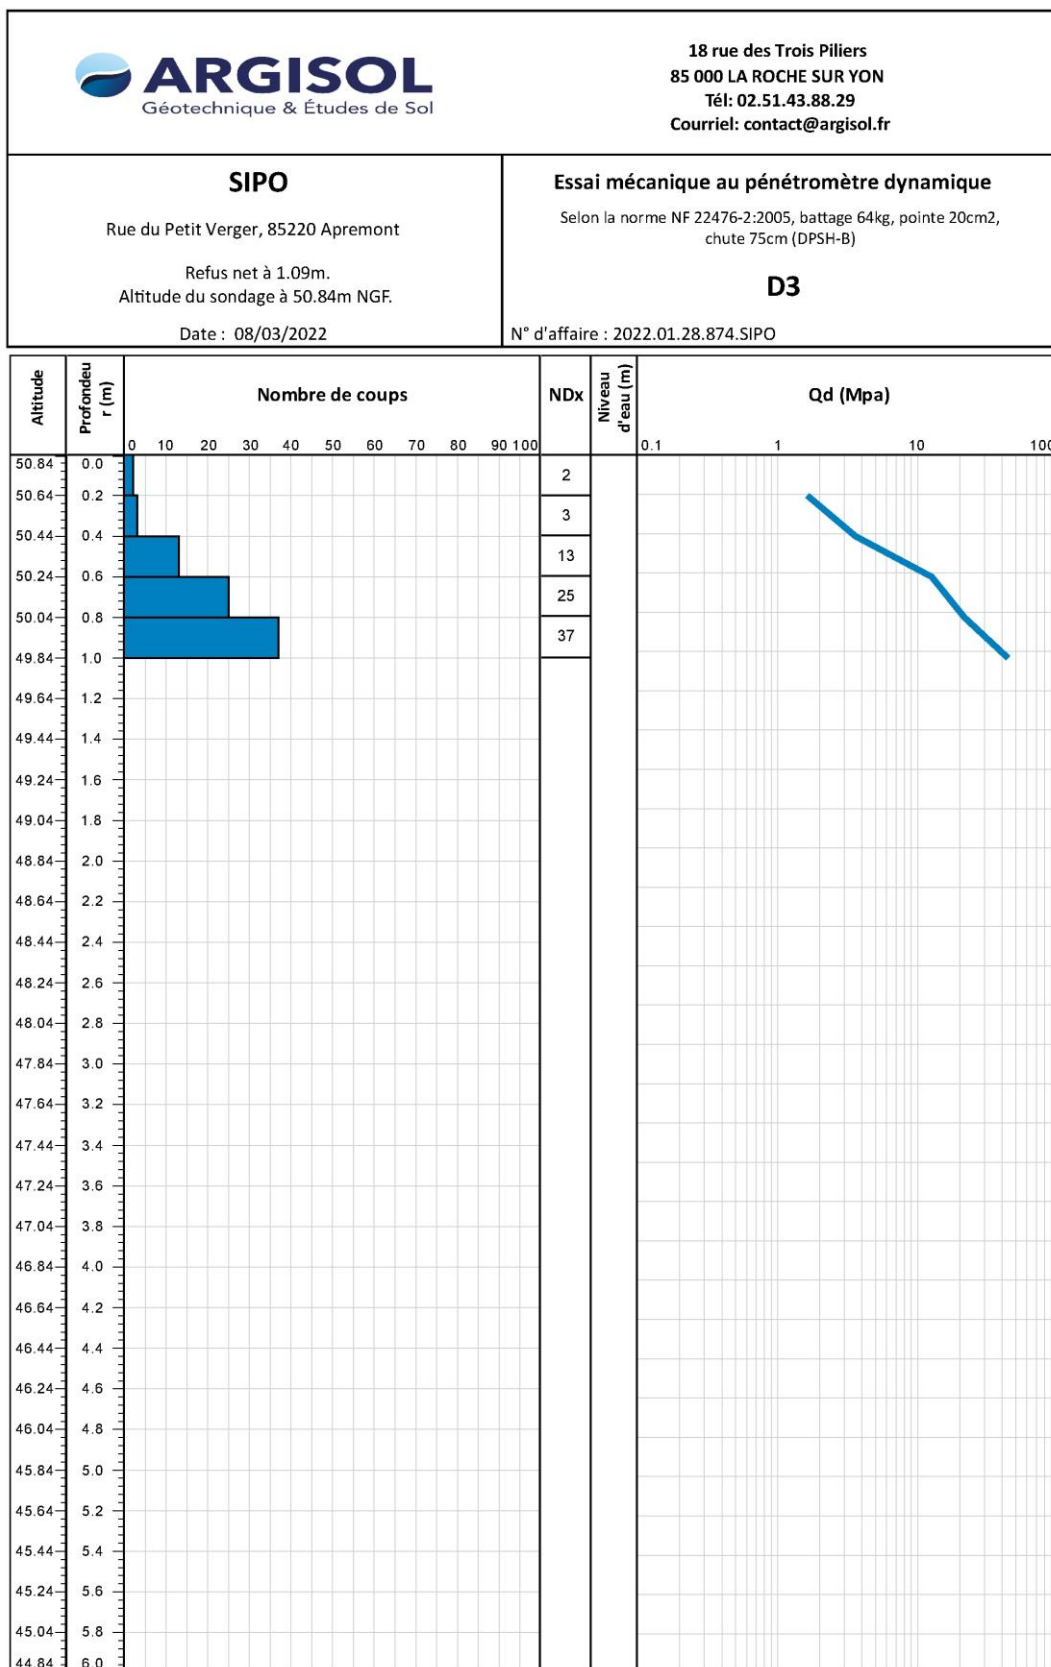 ARGISOL
Géotechnique & Études de Sol
18 rue des Trois Piliers
85 000 LA ROCHE SUR YON
Tél: 02.51.43.88.29
Courriel: contact@argisol.fr
SIPO
Rue du Petit Verger, 85220 Apremont
Refus net à 1.09m.
Altitude du sondage à 50.84m NGF.
Date : 08/03/2022
Essai mécanique au pénétromètre dynamique
Selon la norme NF 22476-2:2005, battage 64kg, pointe 20cm2,
chute 75cm (DPSH-B)
D3
N° d'affaire : 2022.01.28.874.SIPO
Altitude
Profondeu
r (m)
Nombre de coups
NDx
Niveau
d'eau (m)
Qd (Mpa)
0 10 20 30 40 50 60 70 80 90 100
0.1 1 10 100
50.84 0.0
2
50.64 0.2
3
50.44 0.4
13
50.24 0.6
25
50.04 0.8
37
49.84 1.0
49.64 1.2
49.44 1.4
49.24 1.6
49.04 1.8
48.84 2.0
48.64 2.2
48.44 2.4
48.24 2.6
48.04 2.8
47.84 3.0
47.64 3.2
47.44 3.4
47.24 3.6
47.04 3.8
46.84 4.0
46.64 4.2
46.44 4.4
46.24 4.6
46.04 4.8
45.84 5.0
45.64 5.2
45.44 5.4
45.24 5.6
45.04 5.8
44.84 6.0